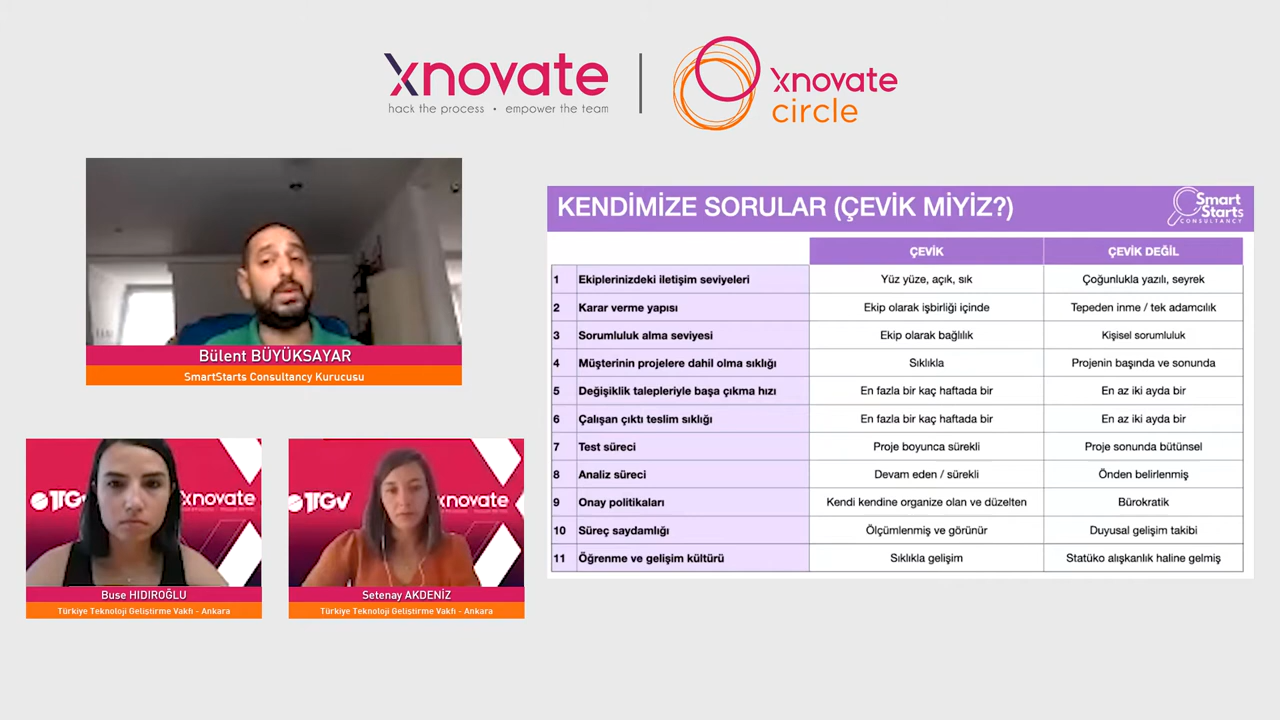 xnovate
hack the process • empower the team
xnovate
circle
Bülent BÜYÜKSAYAR
SmartStarts Consultancy Kurucusu
TTGV
xnovate
Buse HIDIROĞLU
Türkiye Teknoloji Geliştirme Vakfı - Ankara
TTGV
xnovate
Setenay AKDENİZ
Türkiye Teknoloji Geliştirme Vakfı - Ankara
KENDİMİZE SORULAR (ÇEVİK MİYİZ?)
Smart
Starts
CONSULTANCY
ÇEVİK ÇEVİK DEĞİL
1 Ekiplerinizdeki iletişim seviyeleri Yüz yüze, açık, sık Çoğunlukla yazılı, seyrek
2 Karar verme yapısı Ekip olarak işbirliği içinde Tepeden inme / tek adamcılık
3 Sorumluluk alma seviyesi Ekip olarak bağlılık Kişisel sorumluluk
4 Müşterinin projelere dahil olma sıklığı Sıklıkla Projenin başında ve sonunda
5 Değişiklik talepleriyle başa çıkma hızı En fazla bir kaç haftada bir En az iki ayda bir
6 Çalışan çıktı teslim sıklığı En fazla bir kaç haftada bir En az iki ayda bir
7 Test süreci Proje boyunca sürekli Proje sonunda bütünsel
8 Analiz süreci Devam eden / sürekli Önden belirlenmiş
9 Onay politikaları Kendi kendine organize olan ve düzelten Bürokratik
10 Süreç saydamlığı Ölçümlenmiş ve görünür Duyusal gelişim takibi
11 Öğrenme ve gelişim kültürü Sıklıkla gelişim Statüko alışkanlık haline gelmiş